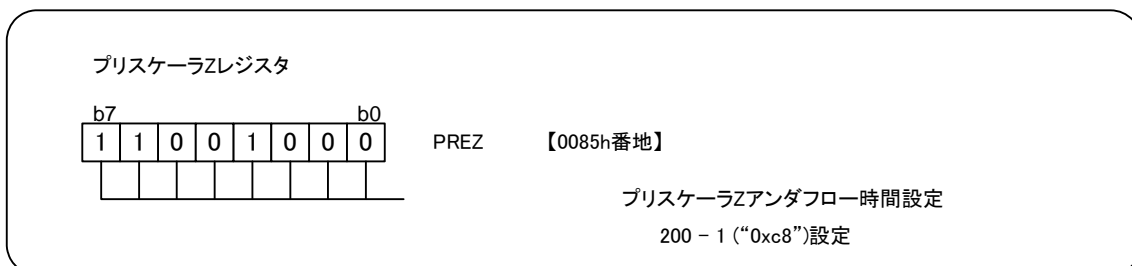 プリスケーラZレジスタ
b7 b0
1 1 0 0 1 0 0 0 PREZ 【0085h番地】
プリスケーラZアンダフロー時間設定
200 − 1 (“0xc8”)設定